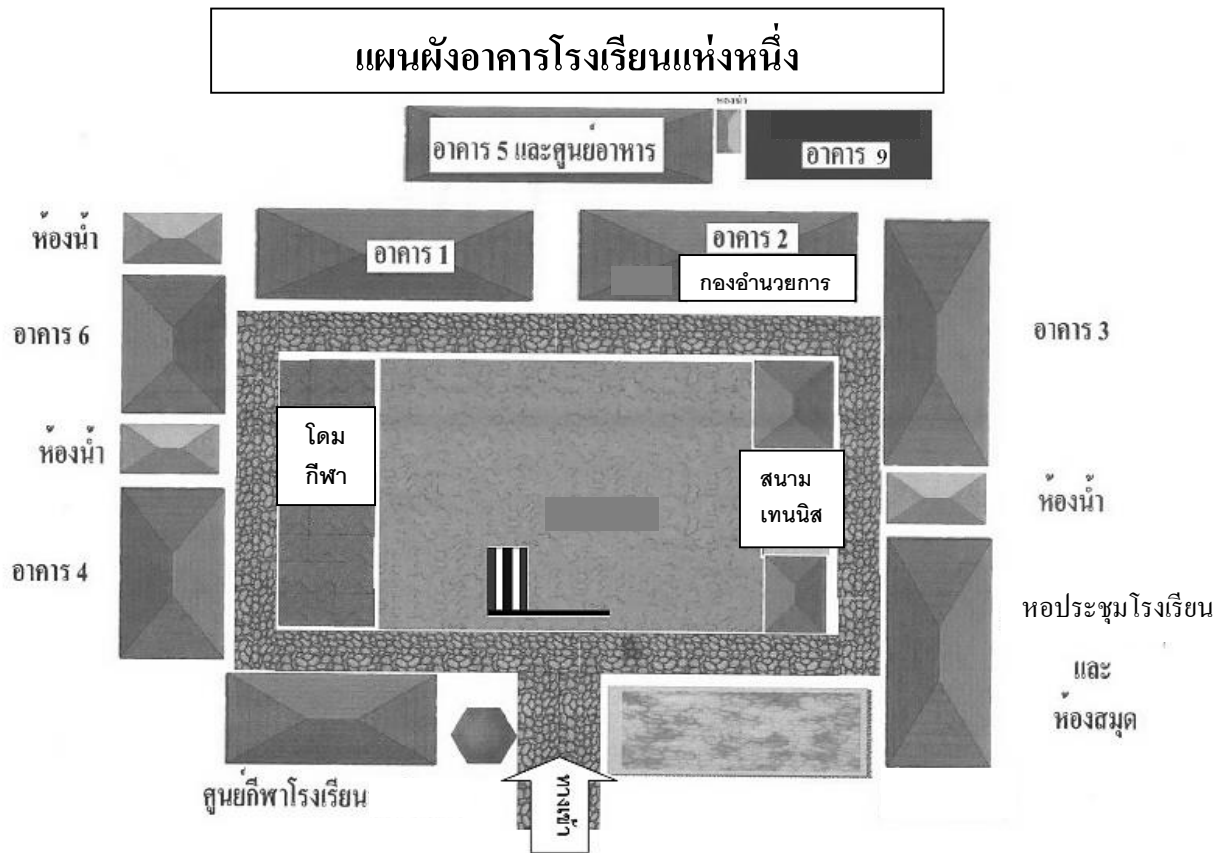 แผนผังอาคารโรงเรียนแห่งหนึ่ง
ห้องน้ำ
อาคาร 5 และศูนย์อาหาร
อาคาร 9
ห้องน้ำ
อาคาร 1
อาคาร 2
กองอำนวยการ
อาคาร 6
อาคาร 3
ห้องน้ำ
โดม
กีฬา
สนาม
เทนนิส
ห้องน้ำ
อาคาร 4
หอประชุมโรงเรียน
และ
ห้องสมุด
ศูนย์กีฬาโรงเรียน
ทางเข้า